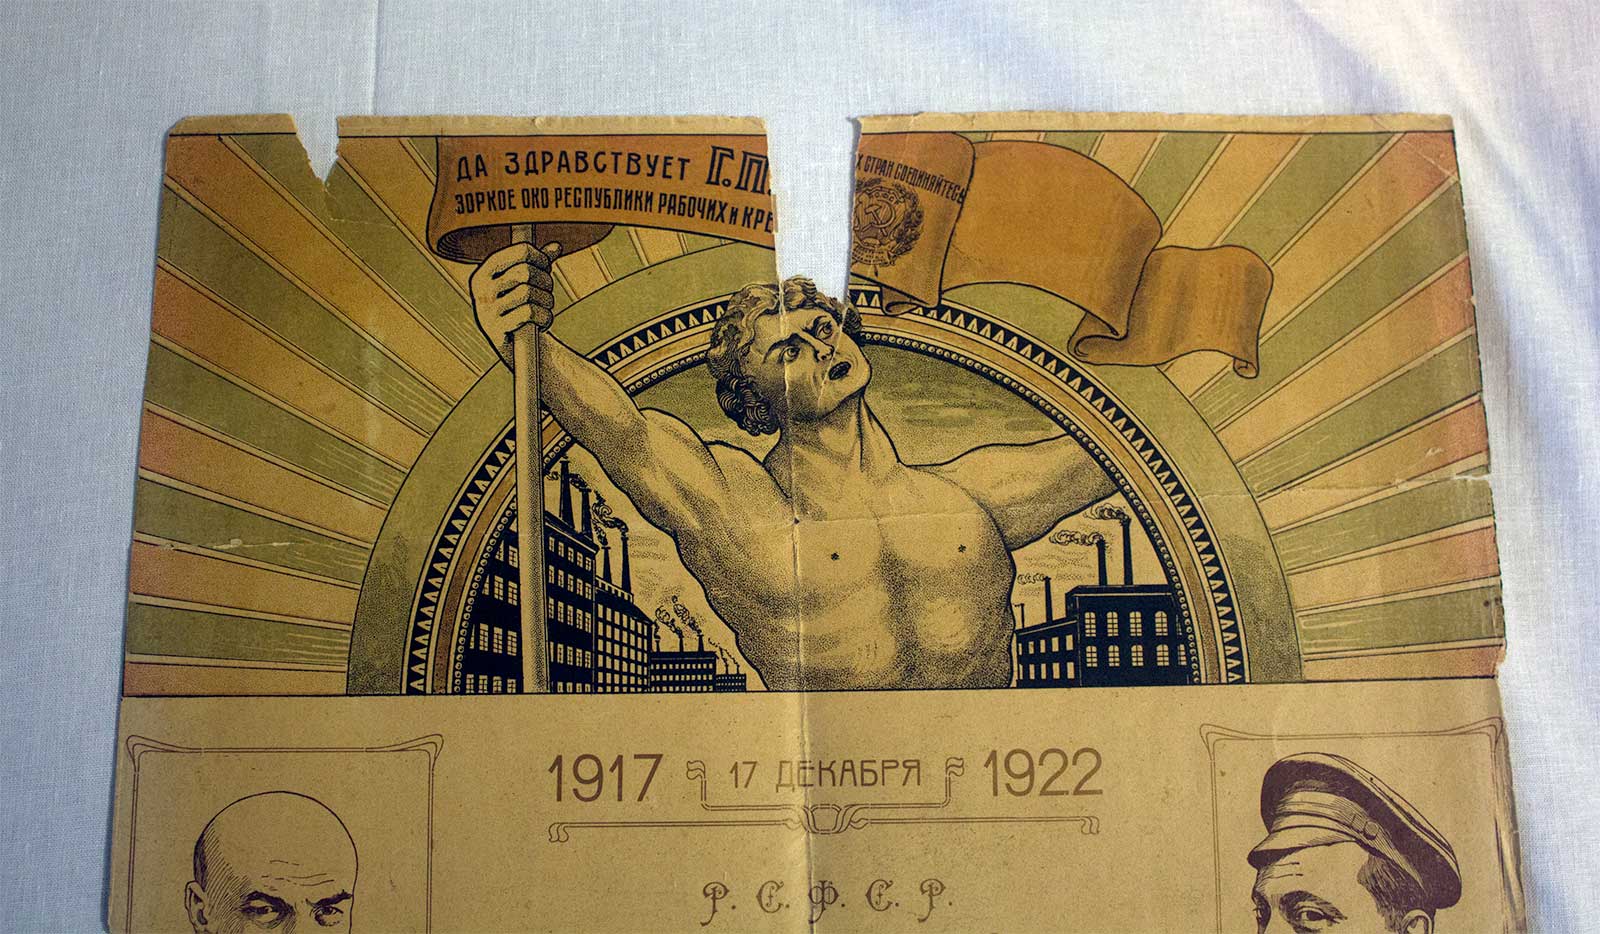 ДА ЗДРАВСТВУЕТ Г.П.
ЗОРКОЕ ОКО РЕСПУБЛИКИ РАБОЧИХ и КРЕ
Х СТРАН СОЕДИНЯЙТЕСЬ
1917 17 ДЕКАБРЯ 1922
Р. С. Ф. С. Р.